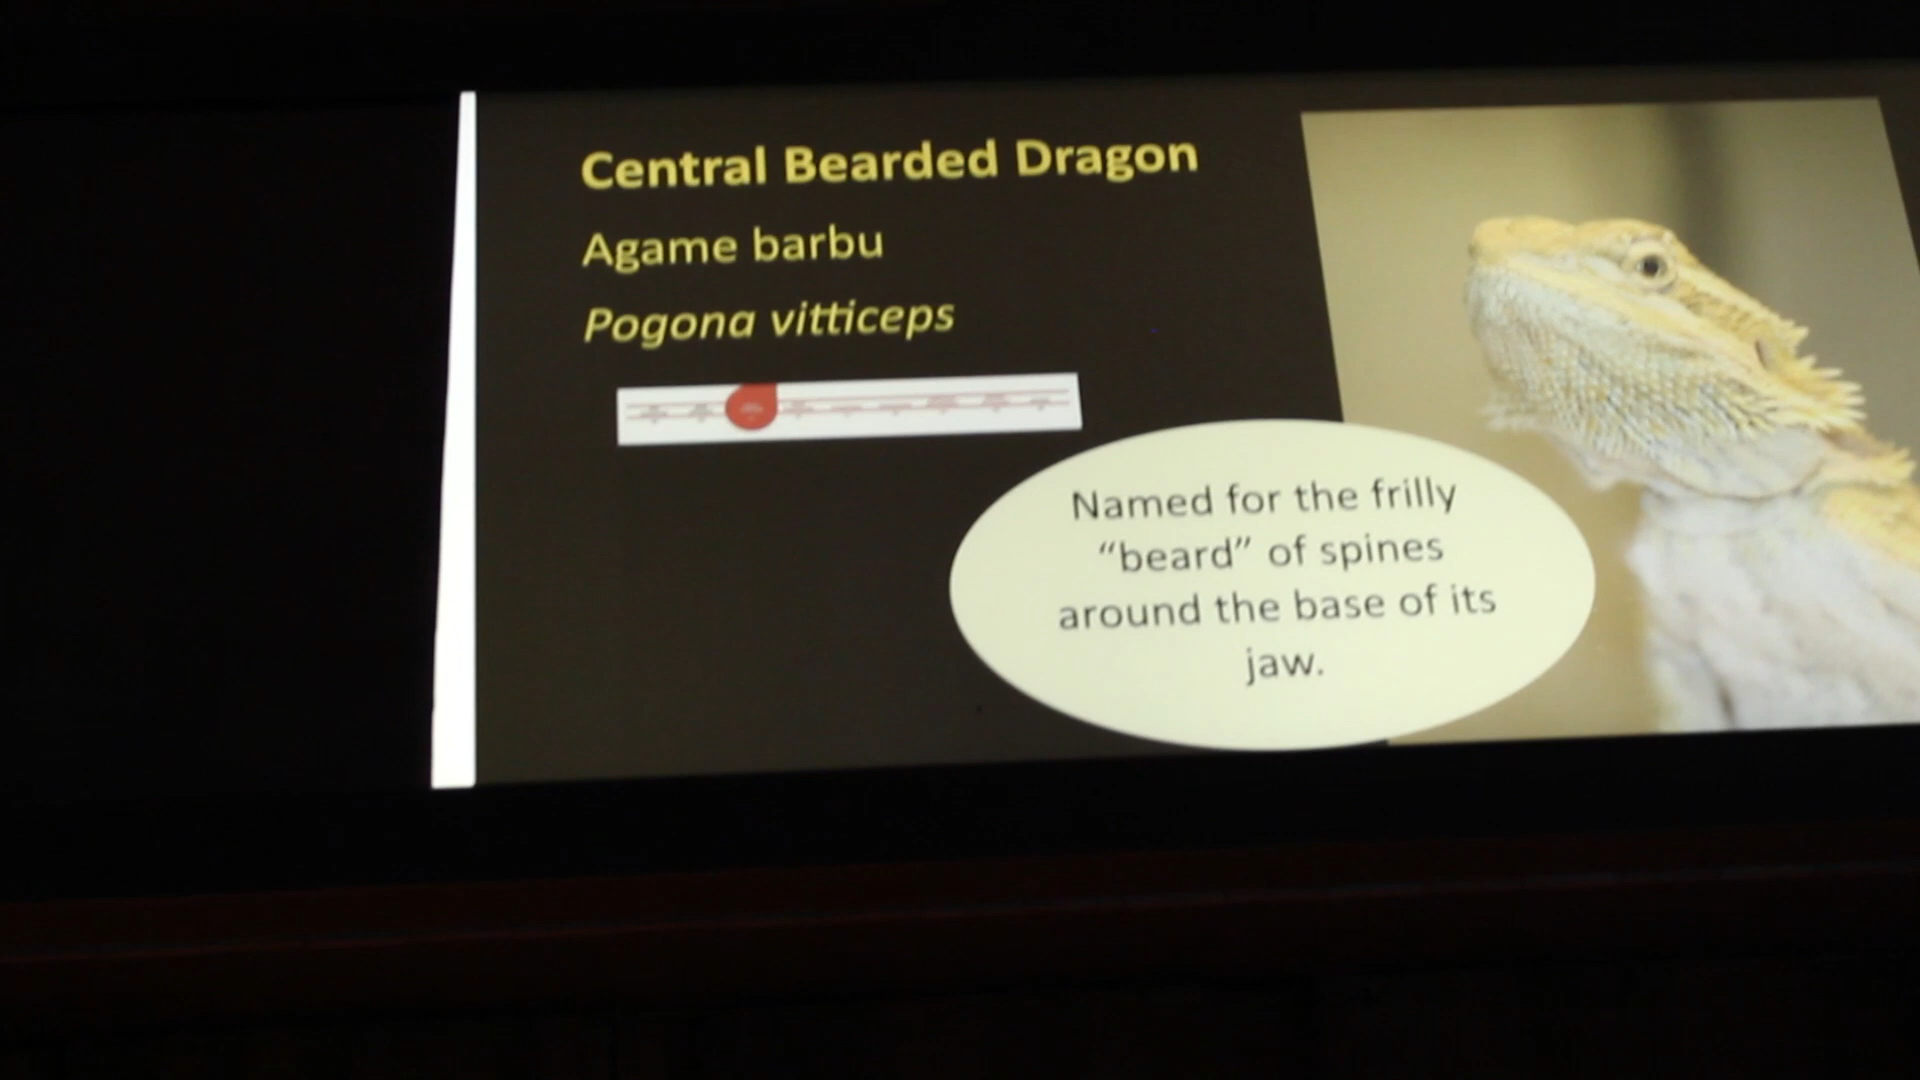 Central Bearded Dragon
Agame barbu
Pogona vitticeps
Named for the frilly
“beard” of spines
around the base of its
jaw.